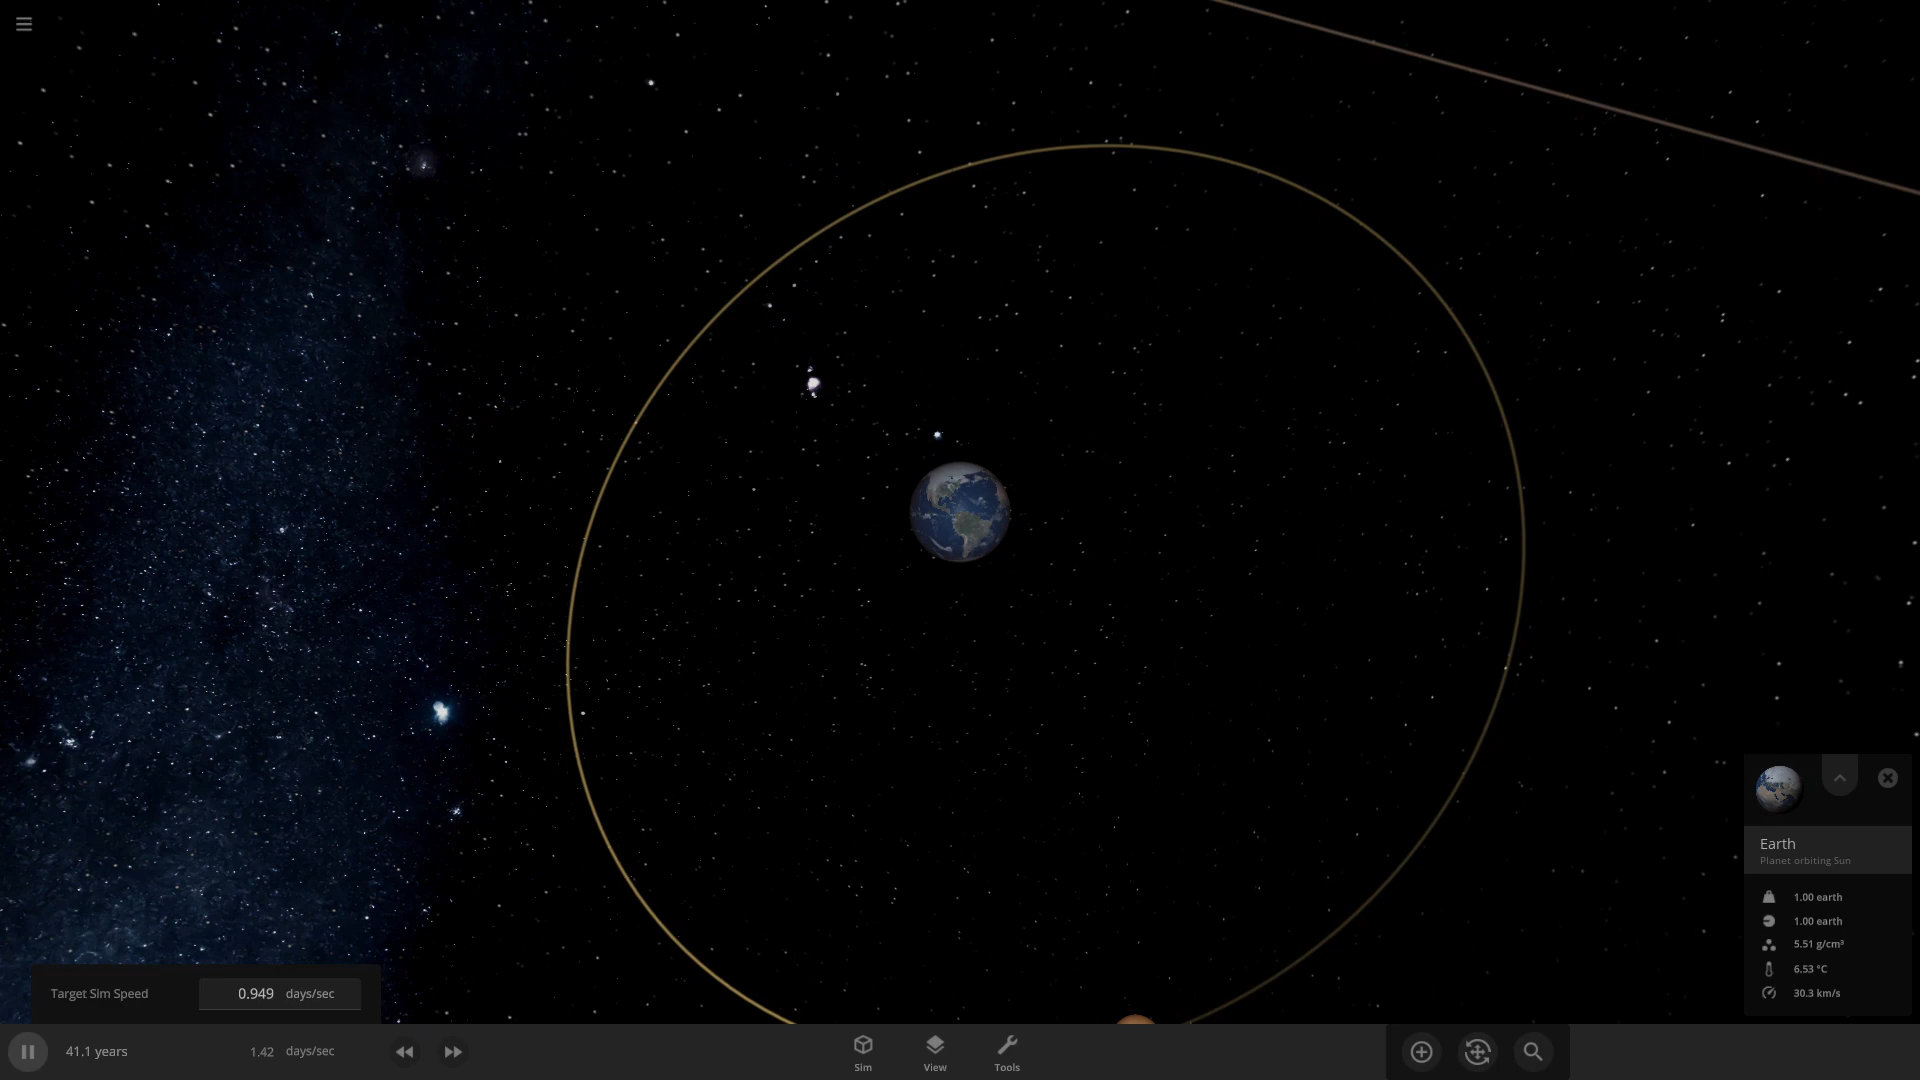 Earth
Planet orbiting Sun
1.00 earth
1.00 earth
5.51 g/cm³
6.53 °C
30.3 km/s
Target Sim Speed 0.949 days/sec
41.1 years 1.42 days/sec
Sim View Tools